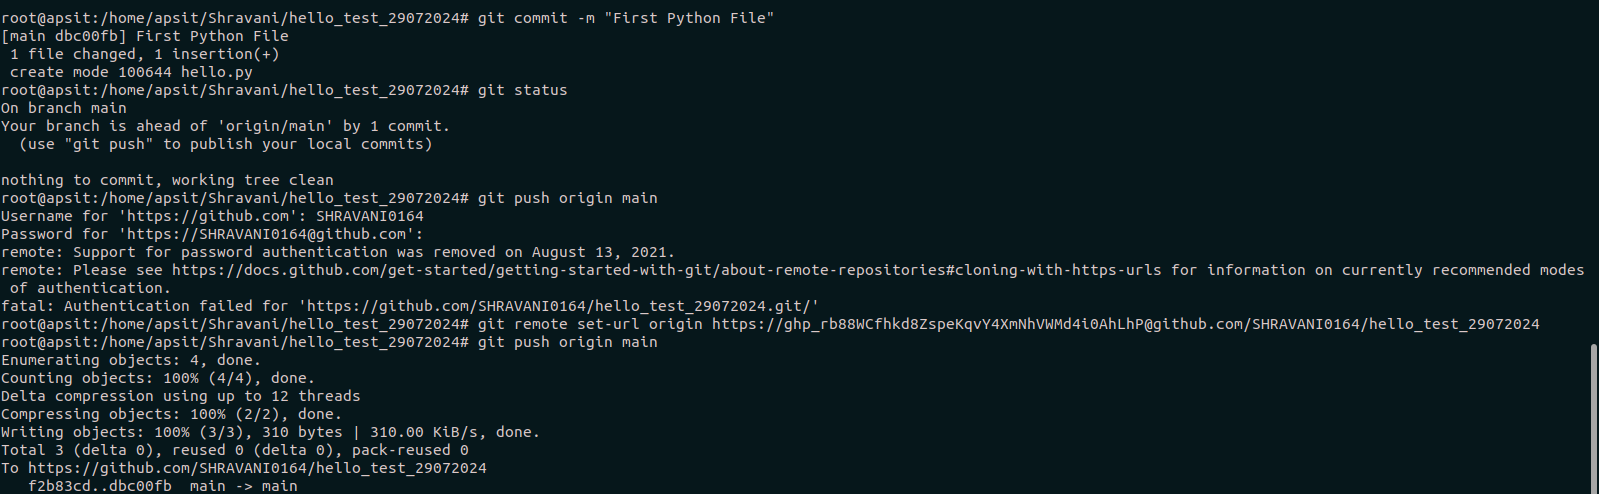 root@apsit:/home/apsit/Shravani/hello_test_29072024# git commit -m "First Python File"
[main dbc00fb] First Python File
 1 file changed, 1 insertion(+)
 create mode 100644 hello.py
root@apsit:/home/apsit/Shravani/hello_test_29072024# git status
On branch main
Your branch is ahead of 'origin/main' by 1 commit.
  (use "git push" to publish your local commits)

nothing to commit, working tree clean
root@apsit:/home/apsit/Shravani/hello_test_29072024# git push origin main
Username for 'https://github.com': SHRAVANI0164
Password for 'https://SHRAVANI0164@github.com':
remote: Support for password authentication was removed on August 13, 2021.
remote: Please see https://docs.github.com/get-started/getting-started-with-git/about-remote-repositories#cloning-with-https-urls for information on currently recommended modes
 of authentication.
fatal: Authentication failed for 'https://github.com/SHRAVANI0164/hello_test_29072024.git/'
root@apsit:/home/apsit/Shravani/hello_test_29072024# git remote set-url origin https://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@github.com/SHRAVANI0164/hello_test_29072024
root@apsit:/home/apsit/Shravani/hello_test_29072024# git push origin main
Enumerating objects: 4, done.
Counting objects: 100% (4/4), done.
Delta compression using up to 12 threads
Compressing objects: 100% (2/2), done.
Writing objects: 100% (3/3), 310 bytes | 310.00 KiB/s, done.
Total 3 (delta 0), reused 0 (delta 0), pack-reused 0
To https://github.com/SHRAVANI0164/hello_test_29072024
   f2b83cd..dbc00fb  main -> main